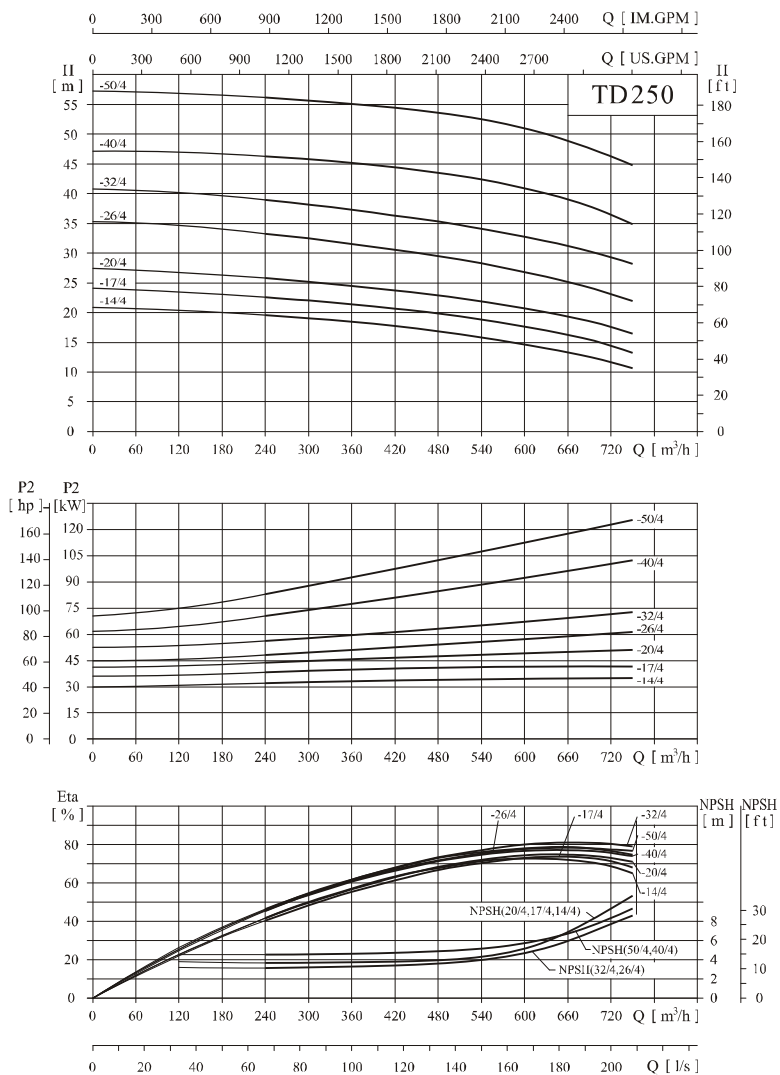 0 300 600 900 1200 1500 1800 2100 2400 Q [ IM.GPM]
0 300 600 900 1200 1500 1800 2100 2400 2700 Q [ US.GPM]
H [ m ]
H [ ft ]
TD250
55 50 45 40 35 30 25 20 15 10 5 0
180 160 140 120 100 80 60 40 20 0
-50/4
-40/4
-32/4
-26/4
-20/4
-17/4
-14/4
0 60 120 180 240 300 360 420 480 540 600 660 720 Q [ m³/h ]
P2 [ hp ]
P2 [kW]
160 140 120 100 80 60 40 20 0
120 105 90 75 60 45 30 15 0
-50/4
-40/4
-32/4
-26/4
-20/4
-17/4
-14/4
0 60 120 180 240 300 360 420 480 540 600 660 720 Q [ m³/h ]
Eta [ % ]
NPSH [ m ]
NPSH [ ft ]
80 60 40 20 0
8 6 4 2 0
30 20 10 0
-26/4
-17/4
-32/4
-50/4
-40/4
-20/4
-14/4
NPSH(20/4,17/4,14/4)
NPSH(50/4,40/4)
NPSH(32/4,26/4)
0 60 120 180 240 300 360 420 480 540 600 660 720 Q [ m³/h ]
0 20 40 60 80 100 120 140 160 180 200 Q [ l/s ]